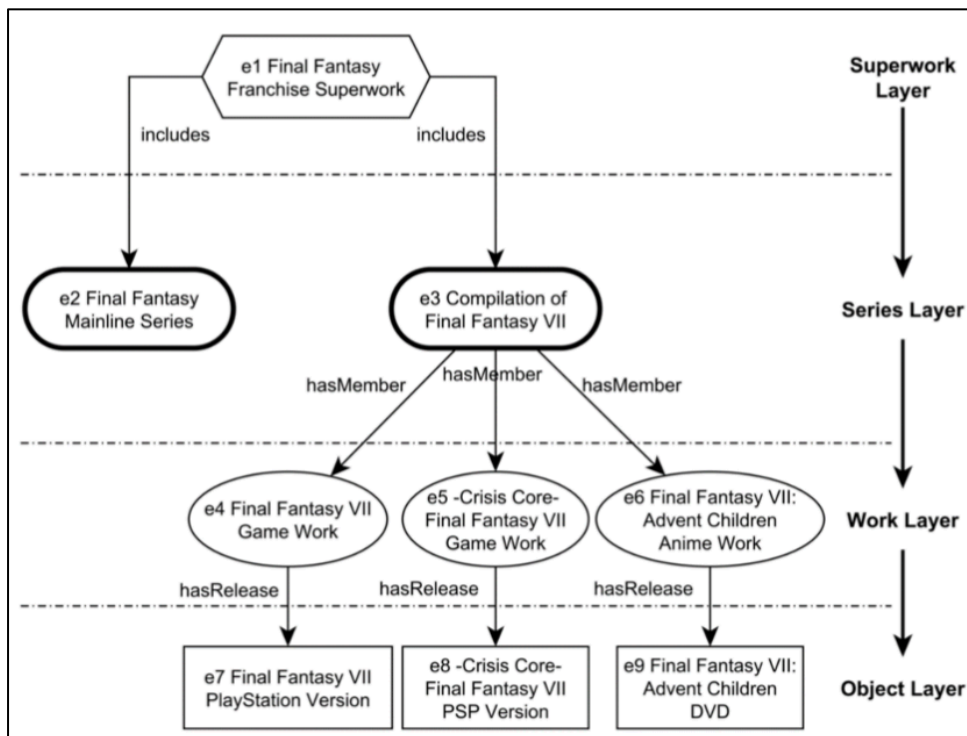 e1 Final Fantasy
Franchise Superwork
Superwork
Layer
includes
includes
e2 Final Fantasy
Mainline Series
e3 Compilation of
Final Fantasy VII
Series Layer
hasMember
hasMember
hasMember
e4 Final Fantasy VII
Game Work
e5 -Crisis Core-
Final Fantasy VII
Game Work
e6 Final Fantasy VII:
Advent Children
Anime Work
Work Layer
hasRelease
hasRelease
hasRelease
e7 Final Fantasy VII
PlayStation Version
e8 -Crisis Core-
Final Fantasy VII
PSP Version
e9 Final Fantasy VII:
Advent Children
DVD
Object Layer